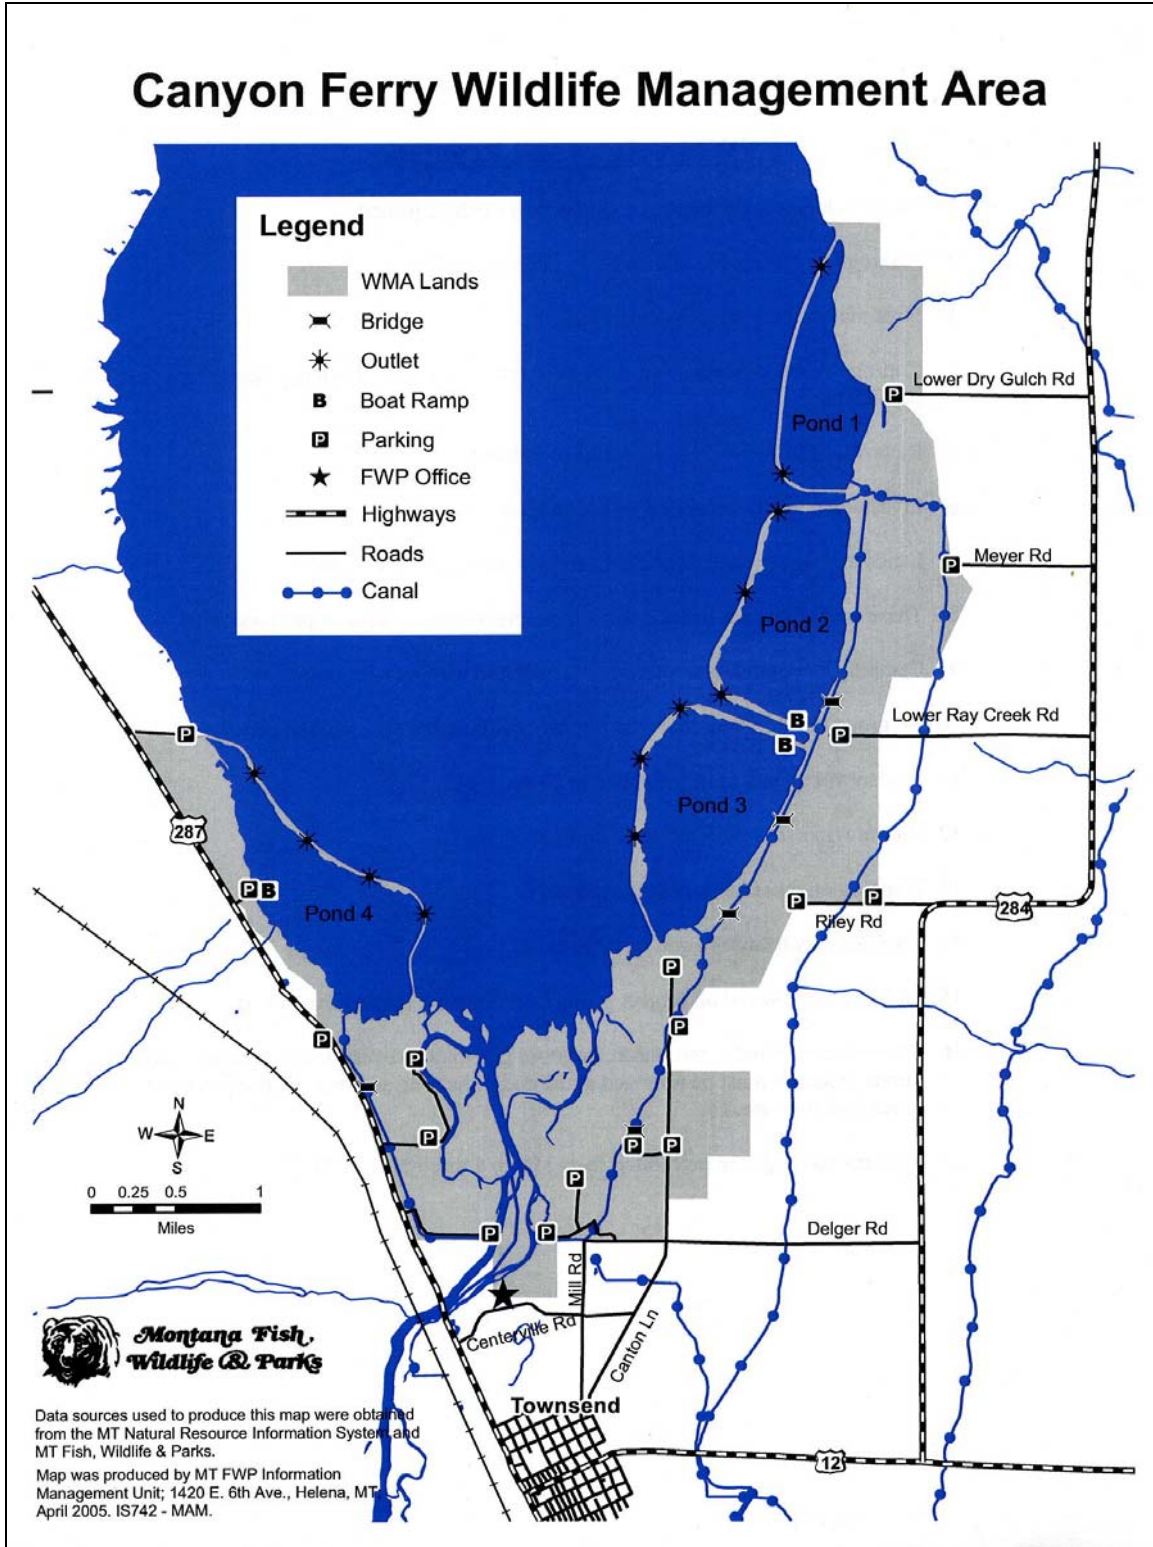 Canyon Ferry Wildlife Management Area
Legend
WMA Lands
Bridge
Outlet
B Boat Ramp
P Parking
FWP Office
Highways
Roads
Canal
Lower Dry Gulch Rd
P
Pond 1
Meyer Rd
P
Pond 2
B
Lower Ray Creek Rd
P
B
P
Pond 3
287
P B
Pond 4
P
P
Riley Rd
284
P
P
P
P
P
P
P
P
P
P
Delger Rd
N
W E
S
0 0.25 0.5 1
Miles
Mill Rd
Centerville Rd
Canton Ln
Townsend
12
Montana Fish,
Wildlife & Parks
Data sources used to produce this map were obtained
from the MT Natural Resource Information System and
MT Fish, Wildlife & Parks.
Map was produced by MT FWP Information
Management Unit; 1420 E. 6th Ave., Helena, MT,
April 2005. IS742 - MAM.